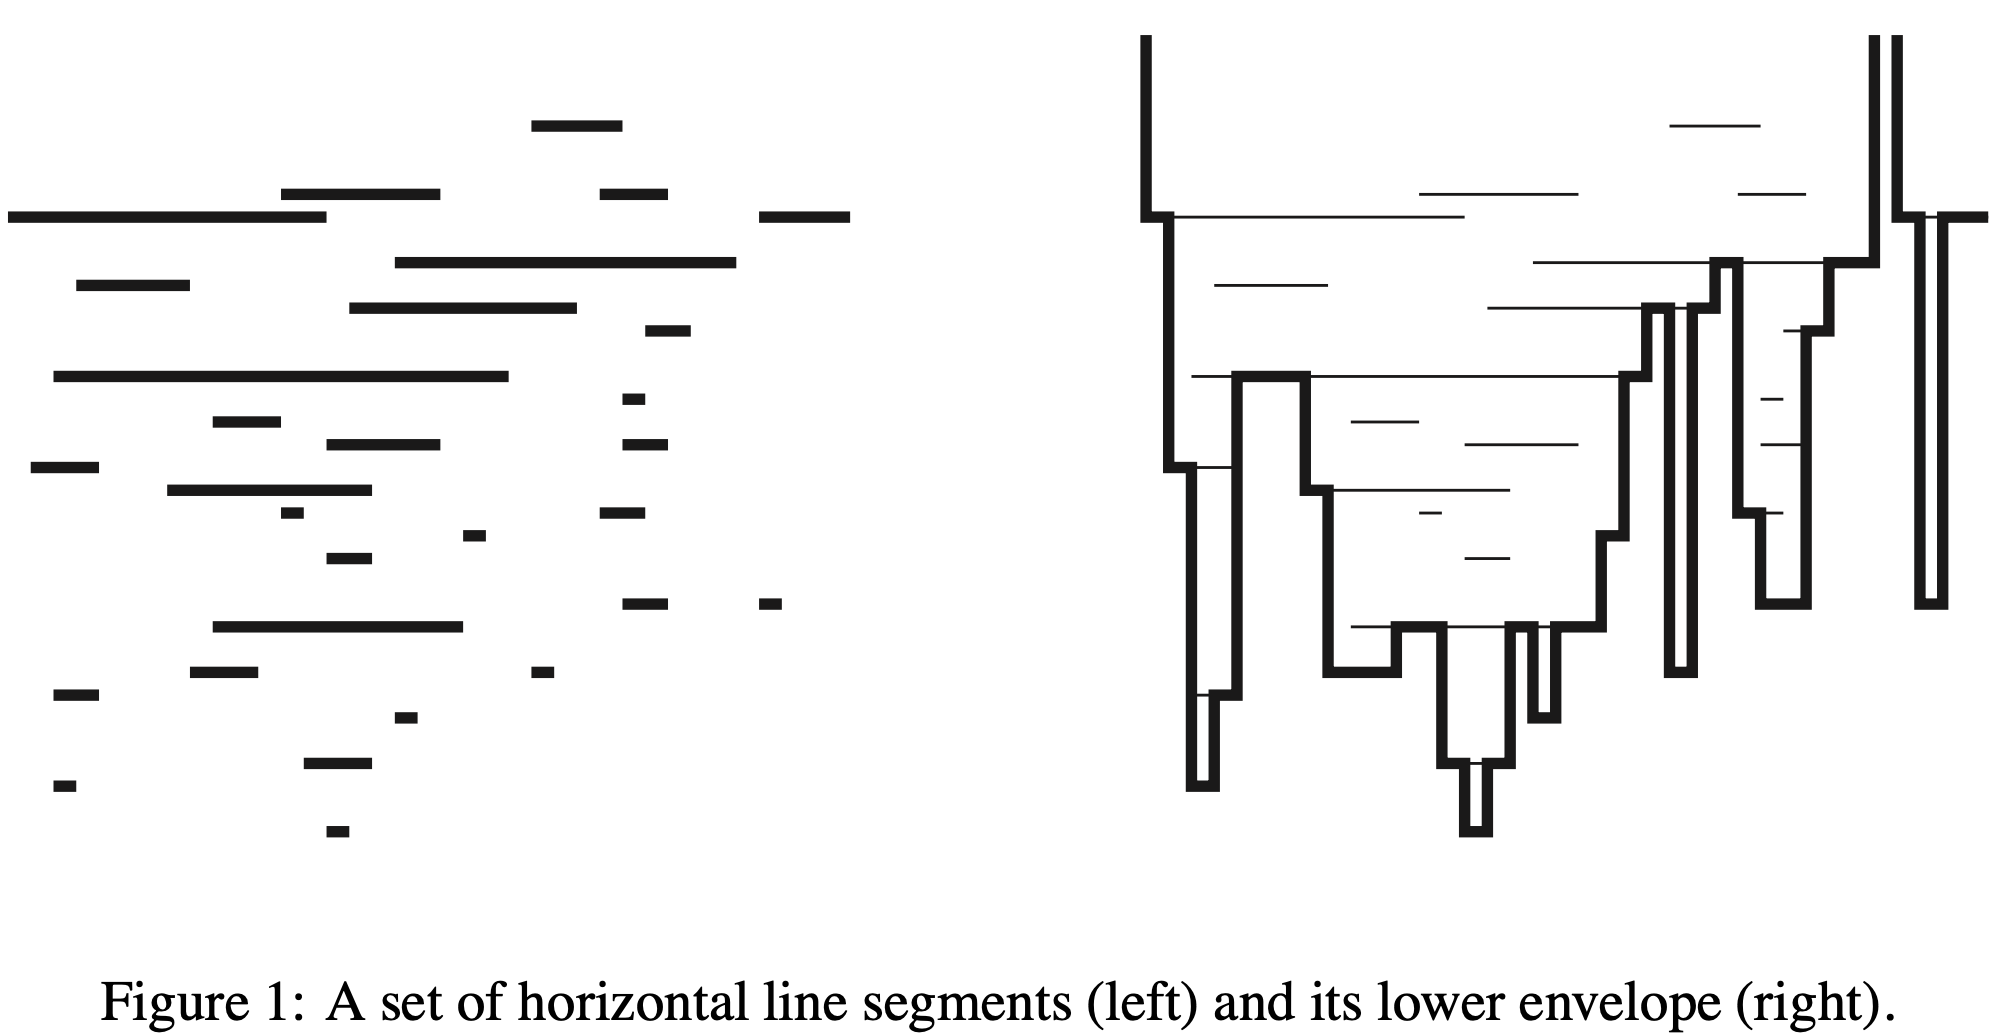 Figure 1: A set of horizontal line segments (left) and its lower envelope (right).